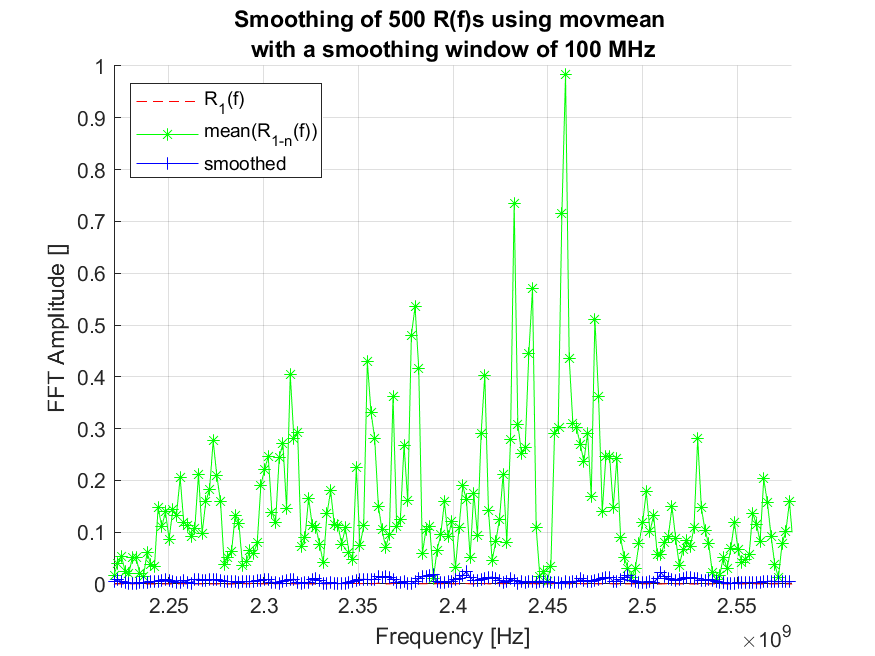 Smoothing of 500 R(f)s using movmean
with a smoothing window of 100 MHz
R1(f)
mean(R1-n(f))
smoothed
FFT Amplitude []
1
0.9
0.8
0.7
0.6
0.5
0.4
0.3
0.2
0.1
0
2.25
2.3
2.35
2.4
2.45
2.5
2.55
Frequency [Hz]
×10^9